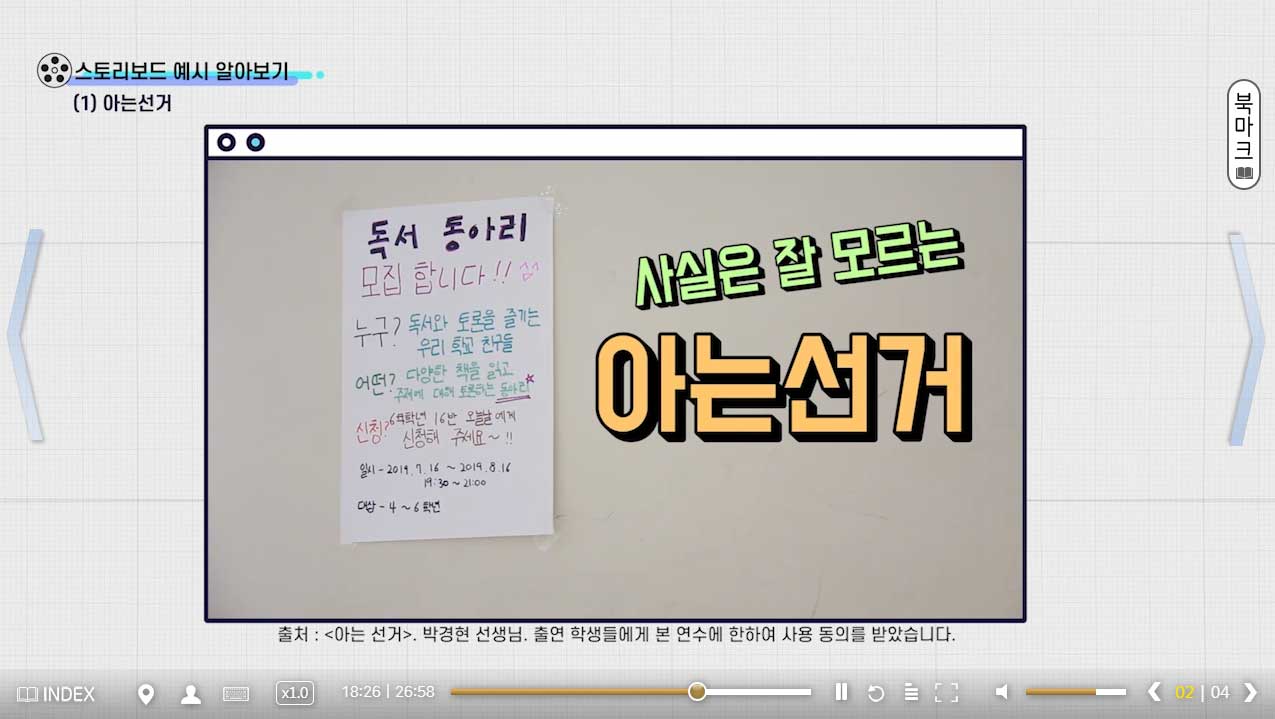 스토리보드 예시 알아보기
(1) 아는선거
북마크
독서 동아리
모집 합니다!!
누구? 독서와 토론을 즐기는
우리 학교 친구들
어떤? 다양한 책을 읽고
주제에 대해 토론하는 동아리
신청? 6학년 16반 오늘날에게
신청해 주세요~!!
일시-2019.7.16 ~ 2019.8.16
19:30 ~ 21:00
대상-4~6학년
사실은 잘 모르는
아는선거
출처 : <아는 선거>. 박경현 선생님. 출연 학생들에게 본 연수에 한하여 사용 동의를 받았습니다.
INDEX
x1.0
18:26 | 26:58
02 | 04